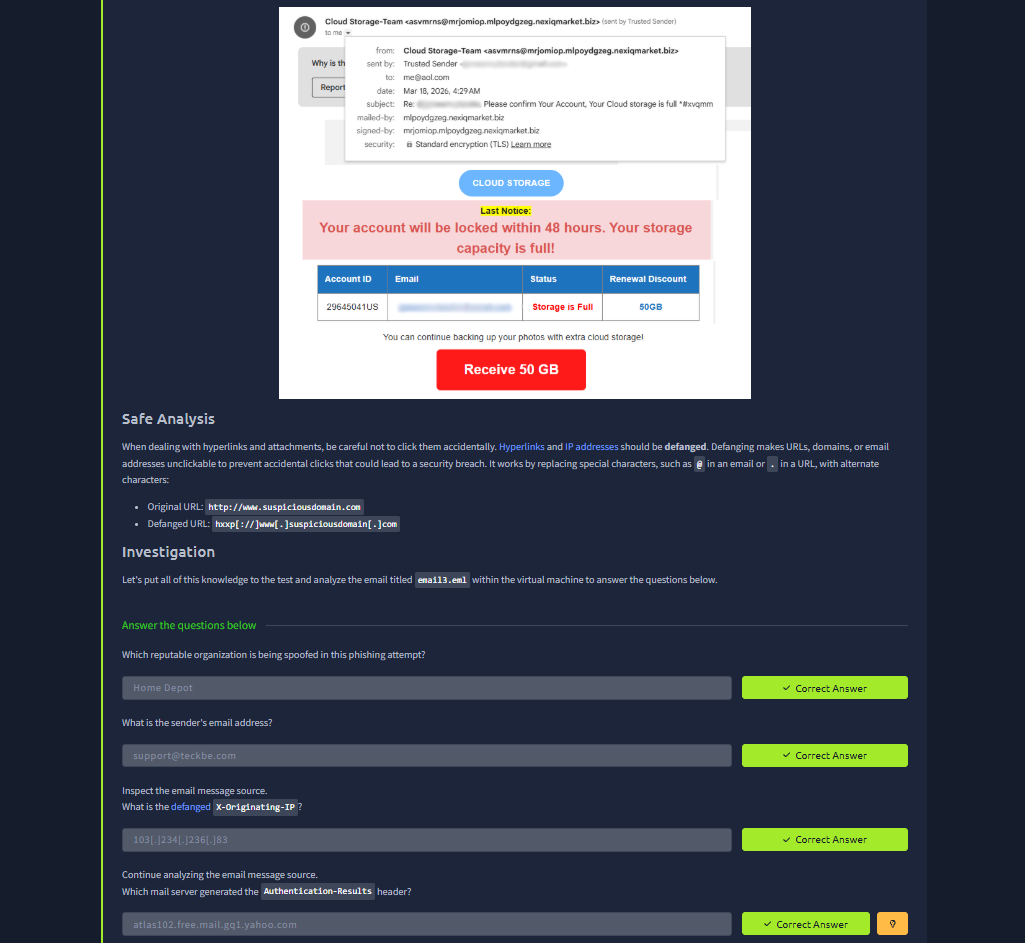 Cloud Storage-Team <asvmrns@mrjomiop.mlpoydgzeg.nexiqmarket.biz> (sent by Trusted Sender)
to me
Why is th
Report
from: Cloud Storage-Team <asvmrns@mrjomiop.mlpoydgzeg.nexiqmarket.biz>
sent by: Trusted Sender
to: me@aol.com
date: Mar 18, 2026, 4:29 AM
subject: Re: Please confirm Your Account, Your Cloud storage is full *#xvqmm
mailed-by: mlpoydgzeg.nexiqmarket.biz
signed-by: mrjomiop.mlpoydgzeg.nexiqmarket.biz
security: Standard encryption (TLS) Learn more
CLOUD STORAGE
Last Notice:
Your account will be locked within 48 hours. Your storage
capacity is full!
Account ID Email Status Renewal Discount
29645041US Storage is Full 50GB
You can continue backing up your photos with extra cloud storage!
Receive 50 GB
Safe Analysis
When dealing with hyperlinks and attachments, be careful not to click them accidentally. Hyperlinks and IP addresses should be defanged. Defanging makes URLs, domains, or email
addresses unclickable to prevent accidental clicks that could lead to a security breach. It works by replacing special characters, such as @ in an email or . in a URL, with alternate
characters:
• Original URL: http://www.suspiciousdomain.com
• Defanged URL: hxxp[://]www[.]suspiciousdomain[.]com
Investigation
Let's put all of this knowledge to the test and analyze the email titled email3.eml within the virtual machine to answer the questions below.
Answer the questions below
Which reputable organization is being spoofed in this phishing attempt?
Home Depot
✓ Correct Answer
What is the sender's email address?
support@teckbe.com
✓ Correct Answer
Inspect the email message source.
What is the defanged X-Originating-IP?
103[.]234[.]236[.]83
✓ Correct Answer
Continue analyzing the email message source.
Which mail server generated the Authentication-Results header?
atlas102.free.mail.gq1.yahoo.com
✓ Correct Answer